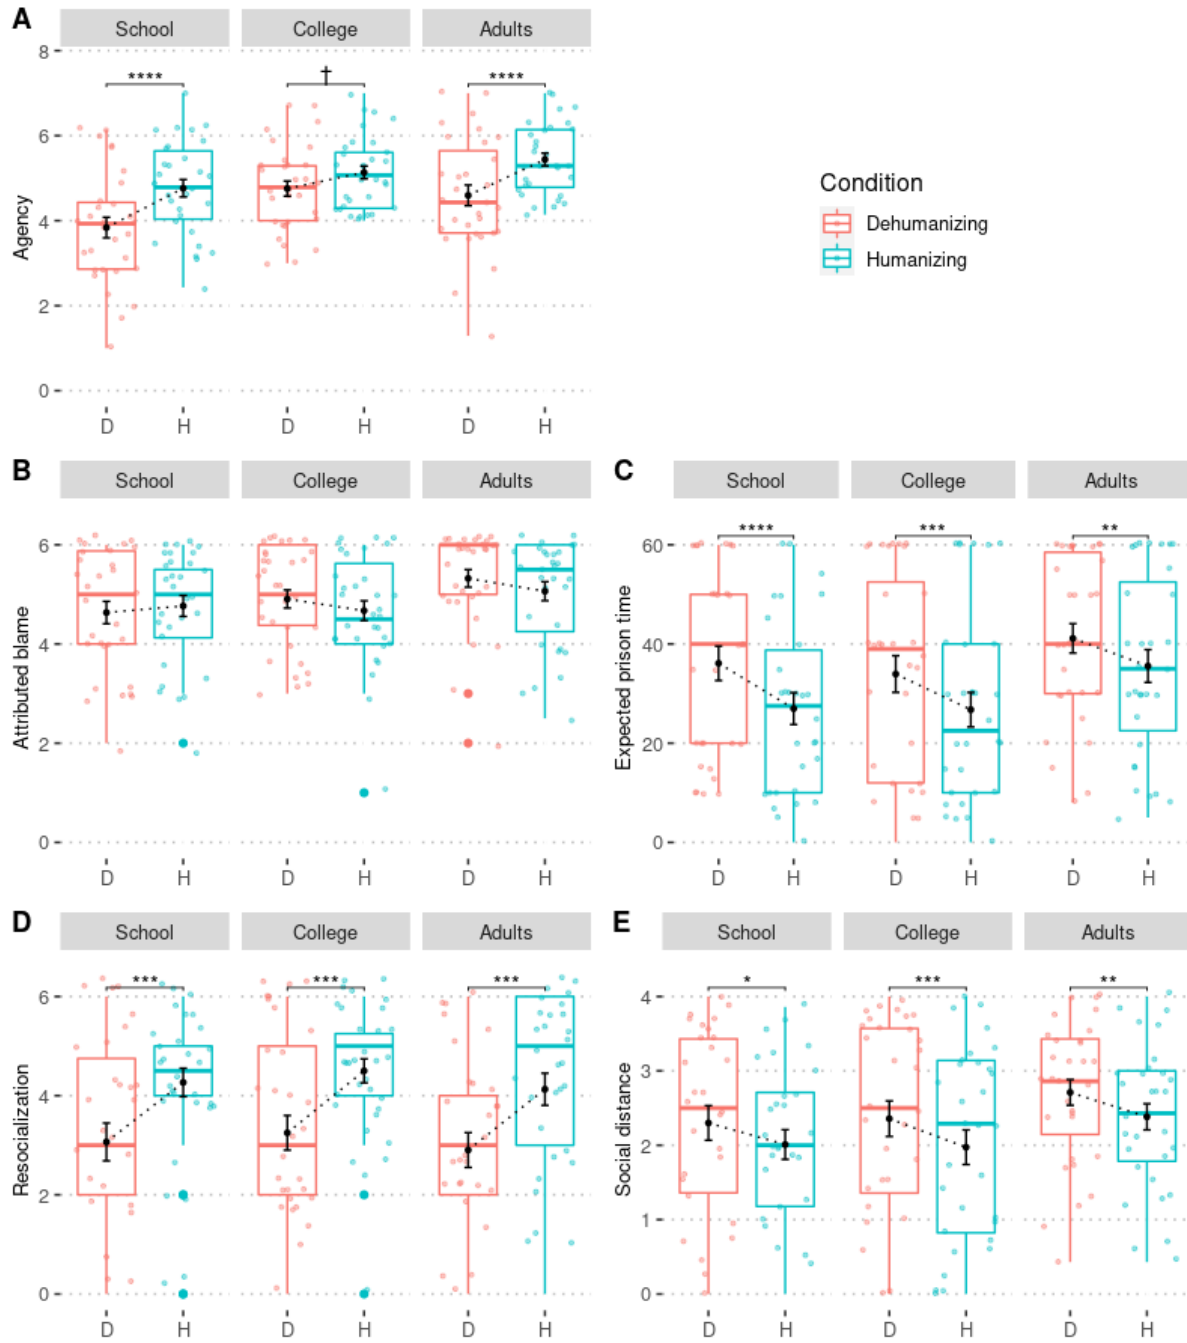 A
School College Adults
**** † ****
8
6
4
2
0
Agency
D H D H D H
Condition
Dehumanizing
Humanizing
B
School College Adults
6
4
2
0
Attributed blame
D H D H D H
C
School College Adults
**** *** **
60
40
20
0
Expected prison time
D H D H D H
D
School College Adults
*** *** ***
6
4
2
0
Resocialization
D H D H D H
E
School College Adults
* *** **
4
3
2
1
0
Social distance
D H D H D H